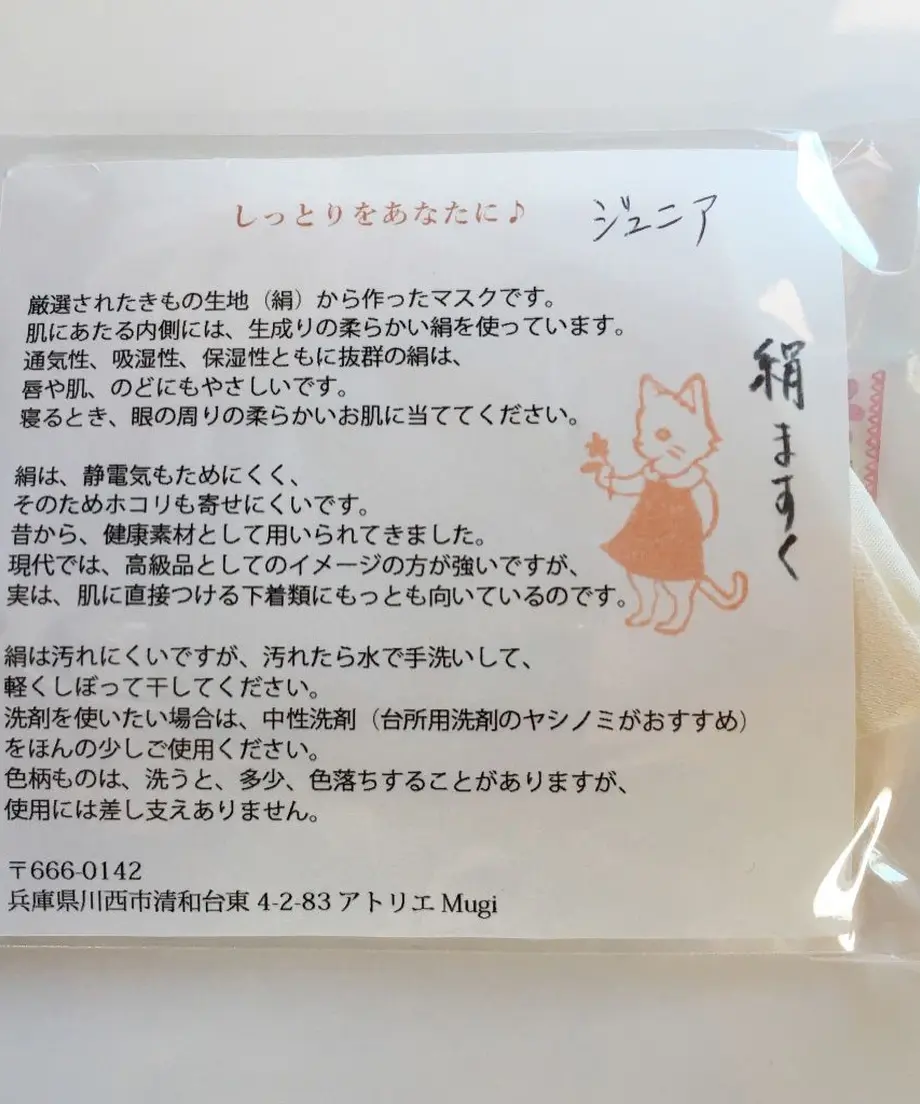 しっとりをあなたに♪
ジュニア
厳選されたきもの生地（絹）から作ったマスクです。
肌にあたる内側には、生成りの柔らかい絹を使っています。
通気性、吸湿性、保湿性ともに抜群の絹は、
唇や肌、のどにもやさしいです。
寝るとき、眼の周りの柔らかいお肌に当ててください。
絹ますく
絹は、静電気もためにくく、
そのためホコリも寄せにくいです。
昔から、健康素材として用いられてきました。
現代では、高級品としてのイメージの方が強いですが、
実は、肌に直接つける下着類にもっとも向いているのです。
絹は汚れにくいですが、汚れたら水で手洗いして、
軽くしぼって干してください。
洗剤を使いたい場合は、中性洗剤（台所用洗剤のヤシノミがおすすめ）
をほんの少しご使用ください。
色柄ものは、洗うと、多少、色落ちすることがありますが、
使用には差し支えありません。
〒666-0142
兵庫県川西市清和台東 4-2-83 アトリエ Mugi